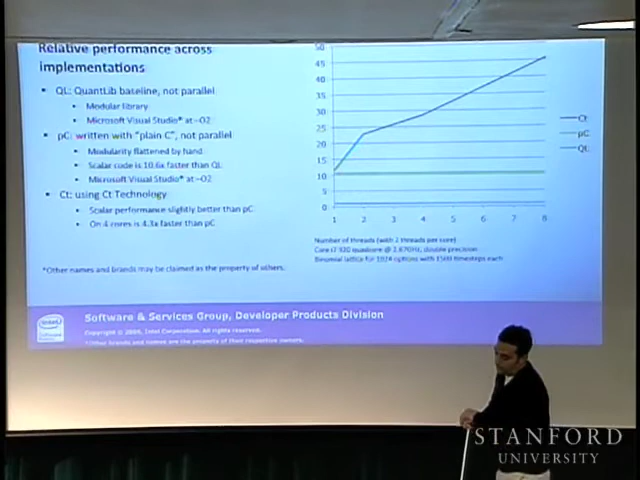 Relative performance across
implementations
• QL: QuantLib baseline, not parallel
• Modular library
• Microsoft Visual Studio* at –O2
• pC: written with "plain C", not parallel
• Modularity flattened by hand
• Scalar code is 10.6x faster than QL
• Microsoft Visual Studio* at –O2
• Ct: using Ct Technology
• Scalar performance slightly better than pC
• On 4 cores is 4.3x faster than pC
*Other names and brands may be claimed as the property of others.
50
45
40
35
30
25
20
15
10
5
0
1 2 3 4 5 6 7 8
Ct
pC
QL
Number of threads (with 2 threads per core)
Core i7 920 quadcore @ 2.67GHz, double precision
Binomial lattice for 1024 options with 1500 timesteps each
intel
Software & Services Group, Developer Products Division
Copyright © 2009, Intel Corporation. All rights reserved.
*Other brands and names are the property of their respective owners.
STANFORD
UNIVERSITY